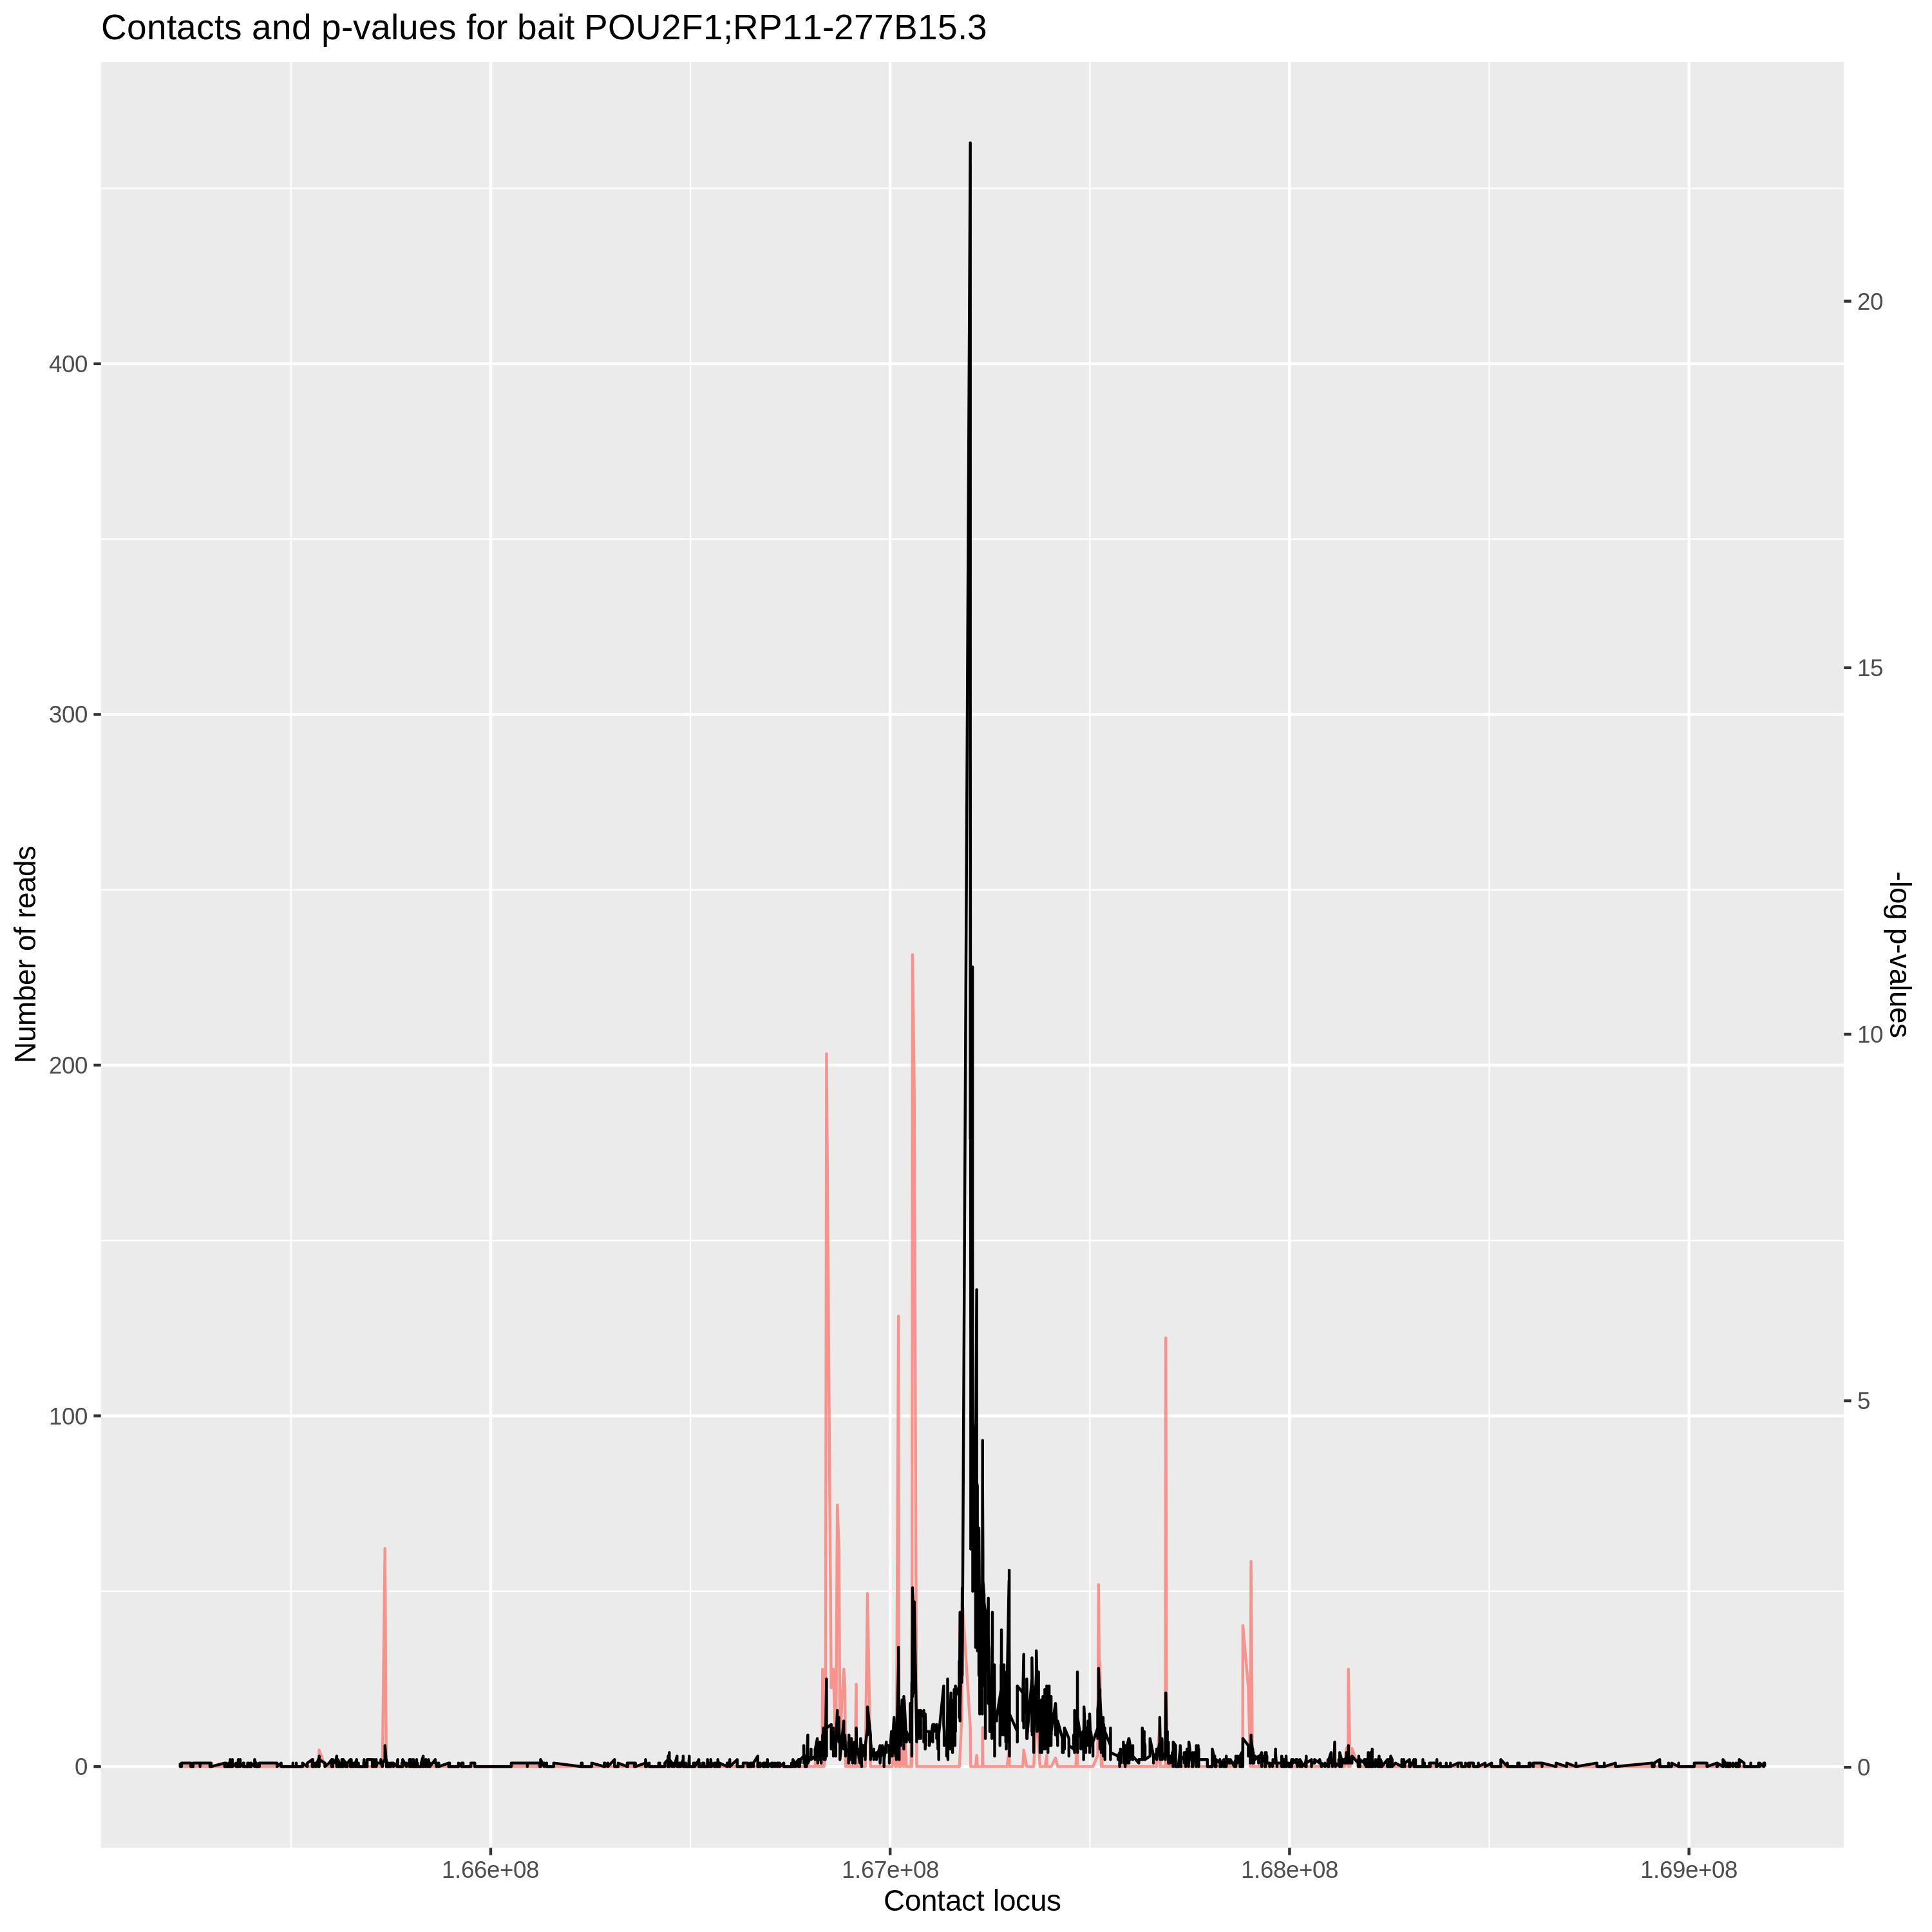 Contacts and p-values for bait POU2F1;RP11-277B15.3
400
300
200
100
0
Number of reads
20
15
10
5
0
-log p-values
1.66e+08
1.67e+08
1.68e+08
1.69e+08
Contact locus